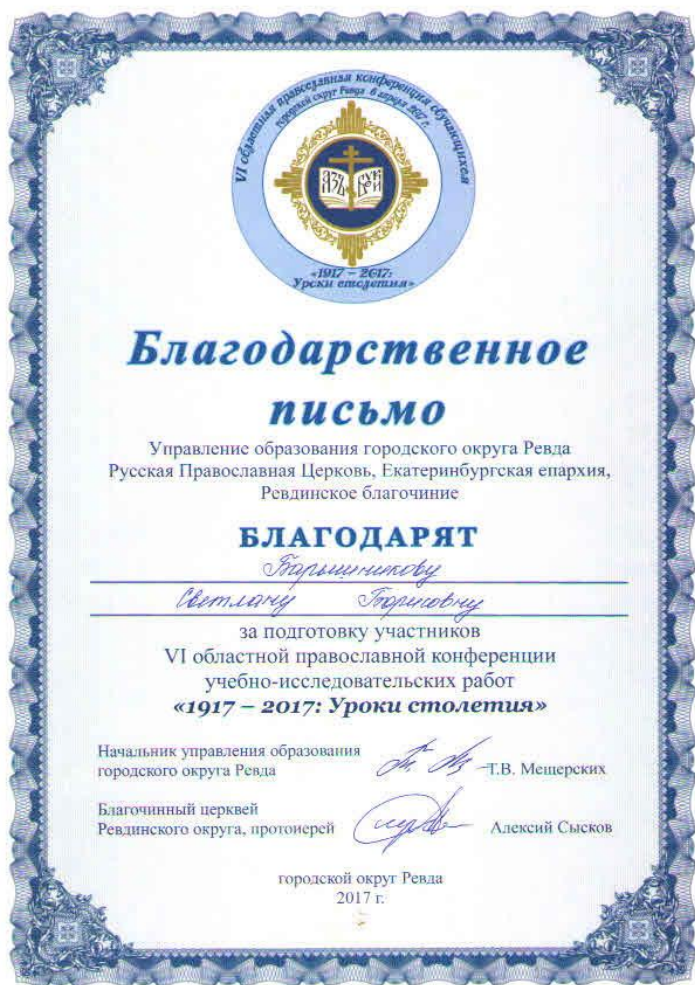 VI областная православная конференция обучающихся
городской округ Ревда 6 апреля 2017 г.
АЗЪ БУКИ
«1917 – 2017:
Уроки столетия»
Благодарственное
письмо
Управление образования городского округа Ревда
Русская Православная Церковь, Екатеринбургская епархия,
Ревдинское благочиние
БЛАГОДАРЯТ
Барышникову
Светлану Борисовну
за подготовку участников
VI областной православной конференции
учебно-исследовательских работ
«1917 – 2017: Уроки столетия»
Начальник управления образования
городского округа Ревда
Т.В. Мещерских
Благочинный церквей
Ревдинского округа, протоиерей
Алексий Сысков
городской округ Ревда
2017 г.